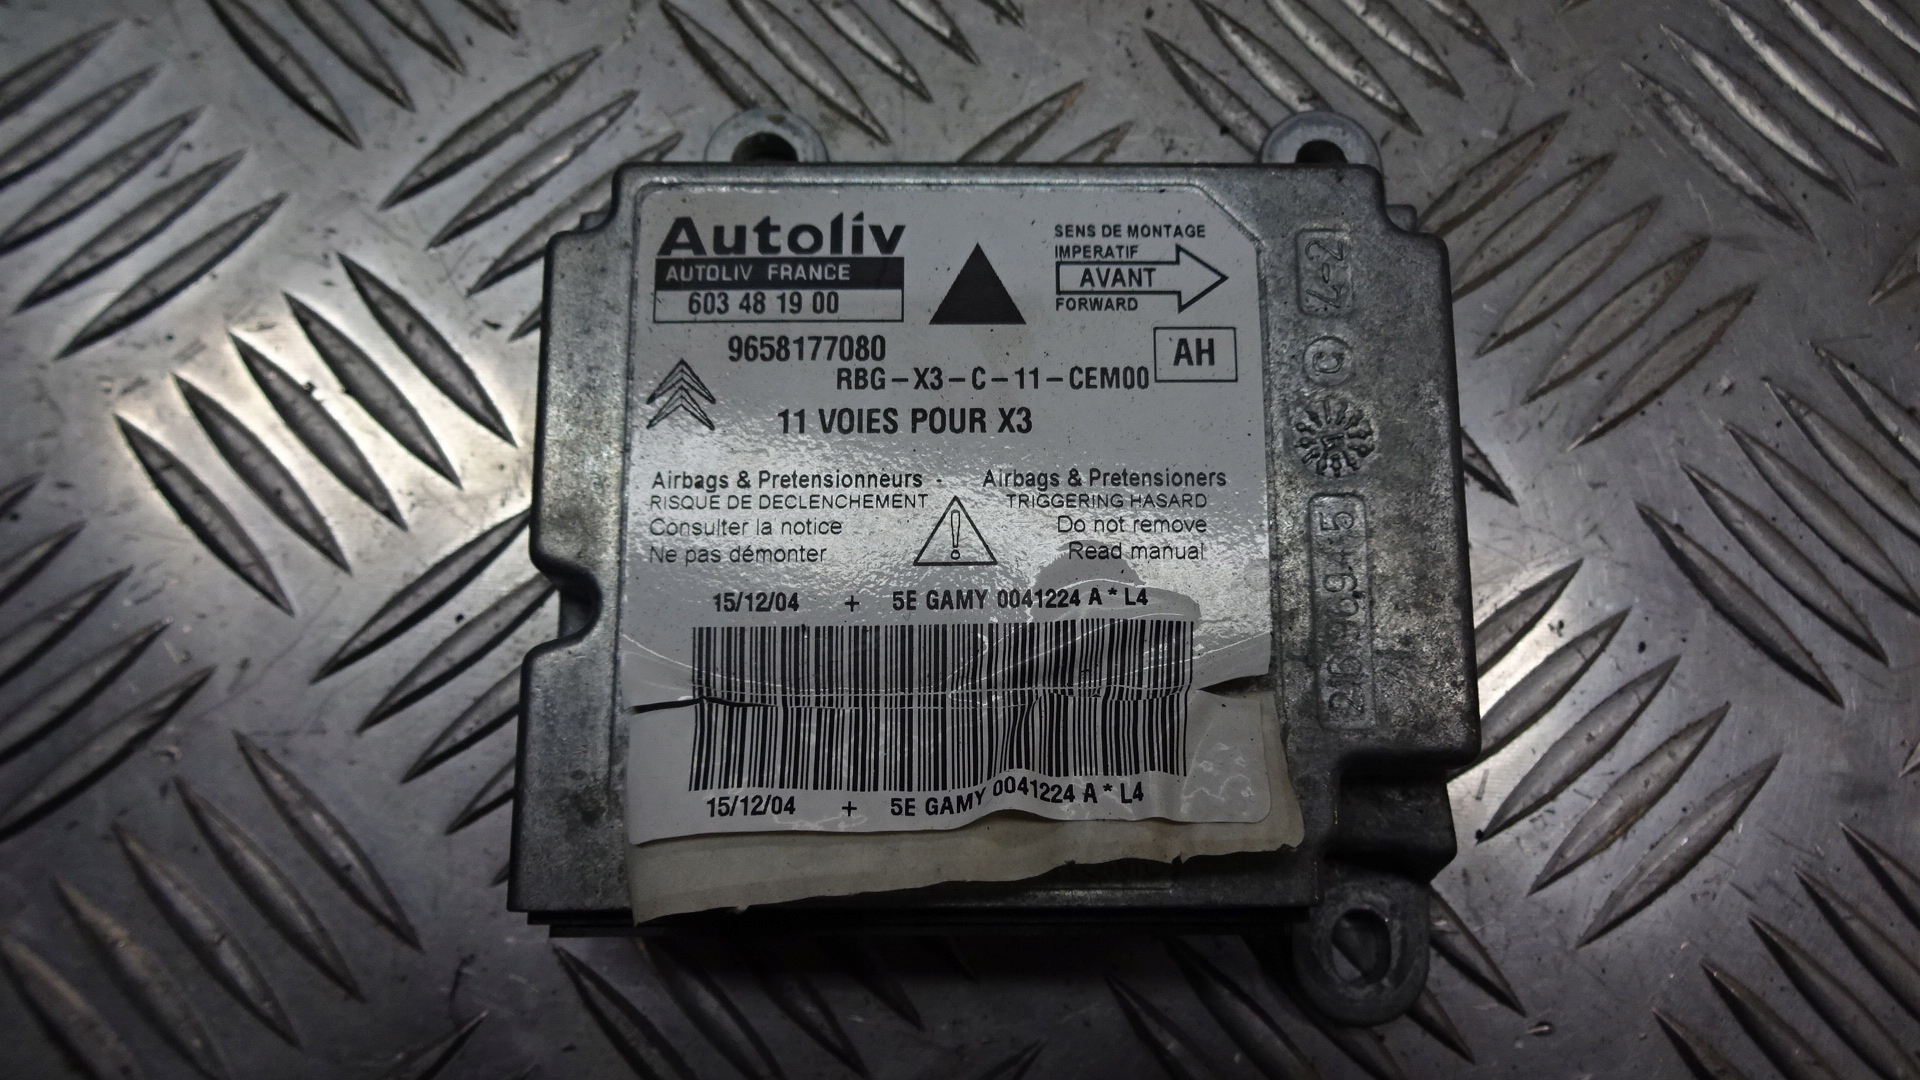 Autoliv
AUTOLIV FRANCE
603 48 19 00
SENS DE MONTAGE
IMPERATIF
AVANT
FORWARD
9658177080
AH
RBG-X3-C-11-CEM00
11 VOIES POUR X3
Airbags & Pretensionneurs - Airbags & Pretensioners
RISQUE DE DECLENCHEMENT TRIGGERING HASARD
Consulter la notice Do not remove
Ne pas démonter Read manual
15/12/04 + 5E GAMY 0041224 A * L4
15/12/04 + 5E GAMY 0041224 A * L4
C